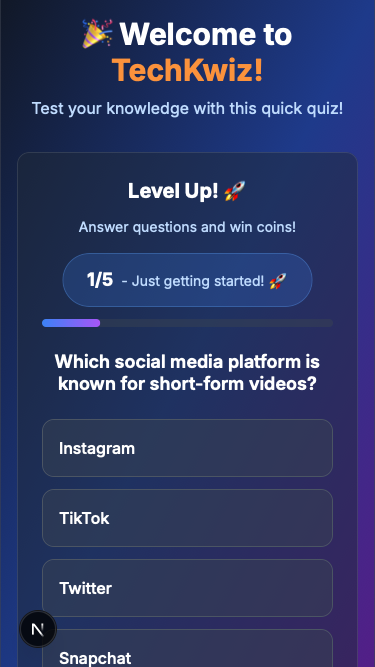 🎉 Welcome to
TechKwiz!
Test your knowledge with this quick quiz!
Level Up! 🚀
Answer questions and win coins!
1/5 - Just getting started! 🚀
Which social media platform is
known for short-form videos?
Instagram
TikTok
Twitter
N
Snapchat